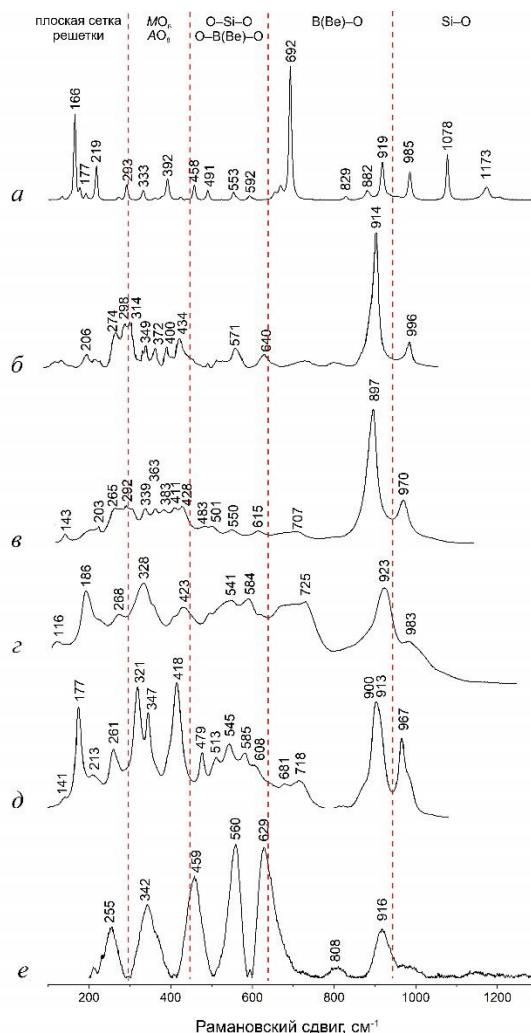 плоская сетка решетки
MO₆ AO₈
O–Si–O O–B(Be)–O
B(Be)–O
Si–O
а
166 177 219 293 333 392 458 491 553 592 692 829 882 919 985 1078 1173
б
206 274 298 314 349 372 400 434 571 640 914 996
в
143 203 265 292 339 363 383 411 428 483 501 550 615 707 897 970
г
116 186 268 328 423 541 584 725 923 983
д
141 177 213 261 321 347 418 479 513 545 585 608 681 718 900 913 967
е
255 342 459 560 629 808 916
200 400 600 800 1000 1200
Рамановский сдвиг, см⁻¹